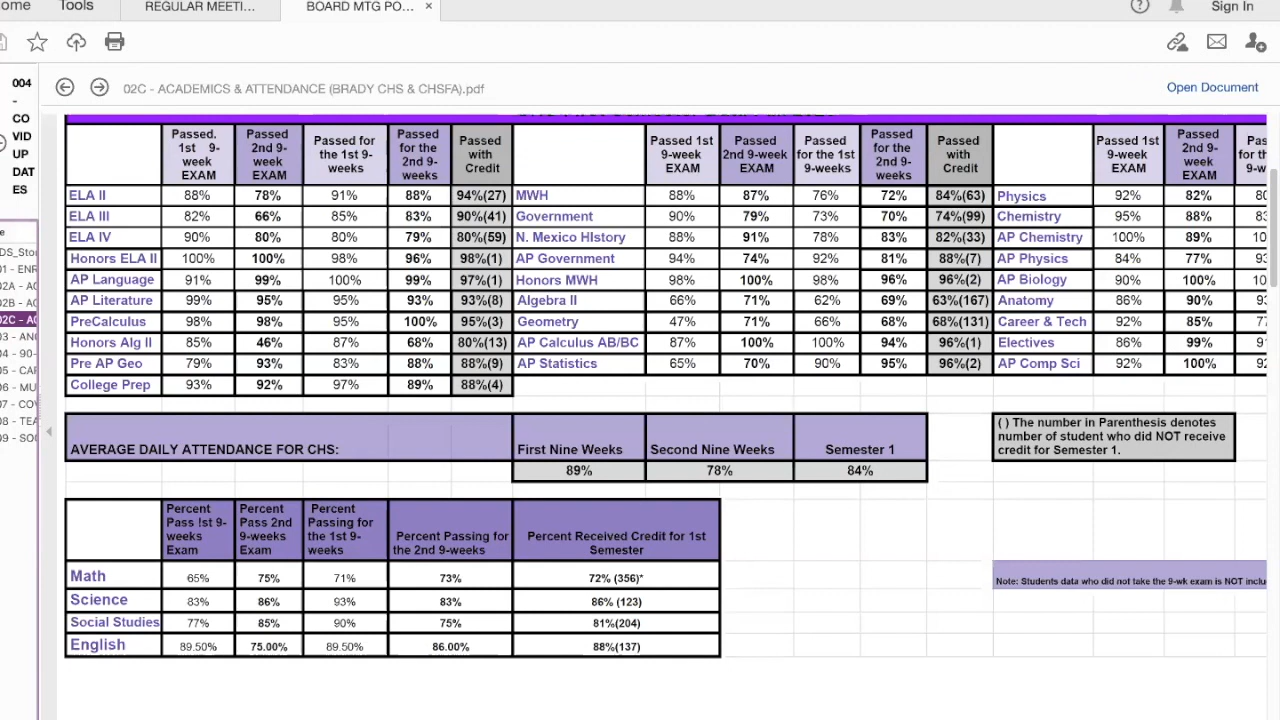 ome Tools REGULAR MEETI... BOARD MTG PO... × ? Sign In
004
-
CO
VID
UP
DAT
ES
02C - ACADEMICS & ATTENDANCE (BRADY CHS & CHSFA).pdf Open Document
Passed. 1st 9-week EXAM Passed 2nd 9-week EXAM Passed for the 1st 9-weeks Passed for the 2nd 9-weeks Passed with Credit Passed 1st 9-week EXAM Passed 2nd 9-week EXAM Passed for the 1st 9-weeks Passed for the 2nd 9-weeks Passed with Credit Passed 1st 9-week EXAM Passed 2nd 9-week EXAM
ELA II 88% 78% 91% 88% 94%(27) MWH 88% 87% 76% 72% 84%(63) Physics 92% 82% 80
ELA III 82% 66% 85% 83% 90%(41) Government 90% 79% 73% 70% 74%(99) Chemistry 95% 88% 83
ELA IV 90% 80% 80% 79% 80%(59) N. Mexico HIstory 88% 91% 78% 83% 82%(33) AP Chemistry 100% 89% 10
Honors ELA II 100% 100% 98% 96% 98%(1) AP Government 94% 74% 92% 81% 88%(7) AP Physics 84% 77% 93
AP Language 91% 99% 100% 99% 97%(1) Honors MWH 98% 100% 98% 96% 96%(2) AP Biology 90% 100% 10
AP Literature 99% 95% 95% 93% 93%(8) Algebra II 66% 71% 62% 69% 63%(167) Anatomy 86% 90% 93
PreCalculus 98% 98% 95% 100% 95%(3) Geometry 47% 71% 66% 68% 68%(131) Career & Tech 92% 85% 77
Honors Alg II 85% 46% 87% 68% 80%(13) AP Calculus AB/BC 87% 100% 100% 94% 96%(1) Electives 86% 99% 91
Pre AP Geo 79% 93% 83% 88% 88%(9) AP Statistics 65% 70% 90% 95% 96%(2) AP Comp Sci 92% 100% 92
College Prep 93% 92% 97% 89% 88%(4)
AVERAGE DAILY ATTENDANCE FOR CHS: First Nine Weeks Second Nine Weeks Semester 1
89% 78% 84%
( ) The number in Parenthesis denotes
number of student who did NOT receive
credit for Semester 1.
Percent Pass !st 9-weeks Exam Percent Pass 2nd 9-weeks Exam Percent Passing for the 1st 9-weeks Percent Passing for the 2nd 9-weeks Percent Received Credit for 1st Semester
Math 65% 75% 71% 73% 72% (356)*
Science 83% 86% 93% 83% 86% (123)
Social Studies 77% 85% 90% 75% 81%(204)
English 89.50% 75.00% 89.50% 86.00% 88%(137)
Note: Students data who did not take the 9-wk exam is NOT inclu